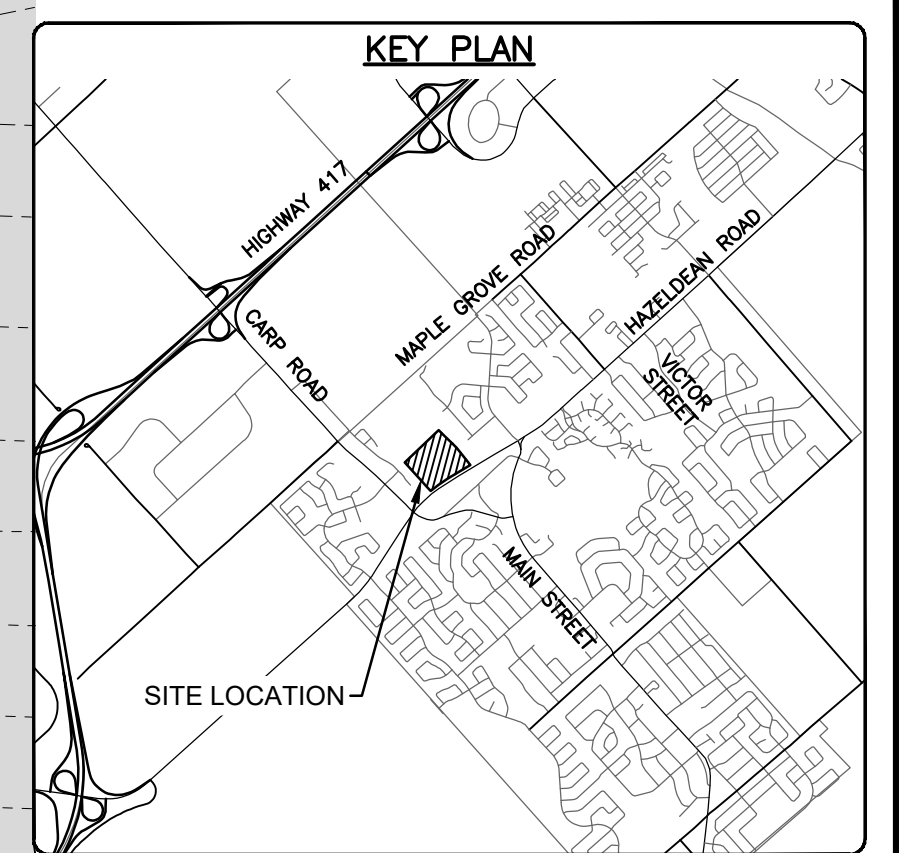 KEY PLAN
HIGHWAY 417
MAPLE GROVE ROAD
HAZELDEAN ROAD
CARP ROAD
VICTOR
STREET
MAIN STREET
SITE LOCATION